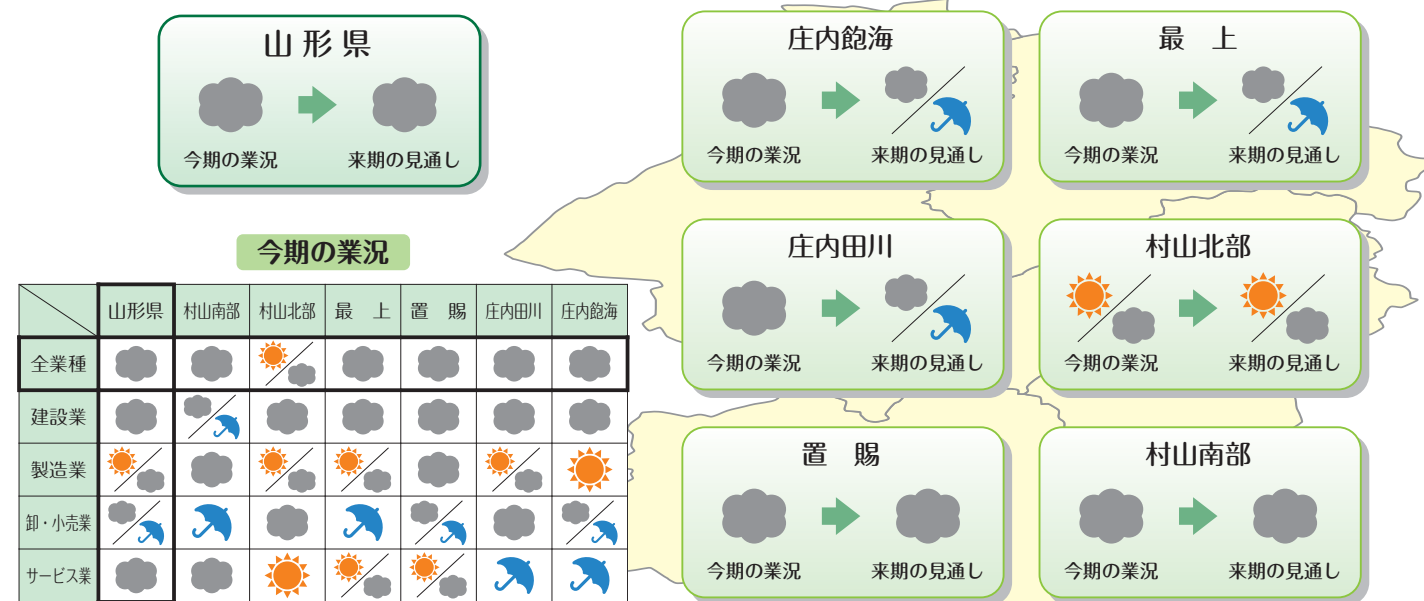 山形県
今期の業況 来期の見通し
庄内飽海
今期の業況 来期の見通し
最上
今期の業況 来期の見通し
庄内田川
今期の業況 来期の見通し
村山北部
今期の業況 来期の見通し
置賜
今期の業況 来期の見通し
村山南部
今期の業況 来期の見通し
今期の業況
山形県 村山南部 村山北部 最上 置賜 庄内田川 庄内飽海
全業種
建設業
製造業
卸・小売業
サービス業